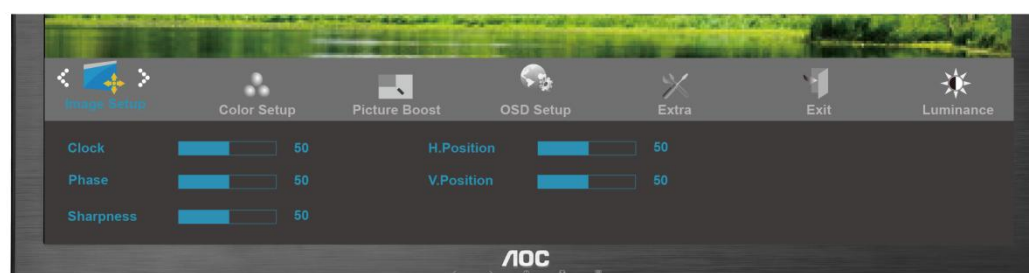 Image Setup
Color Setup
Picture Boost
OSD Setup
Extra
Exit
Luminance
Clock 50 H.Position 50
Phase 50 V.Position 50
Sharpness 50
AOC